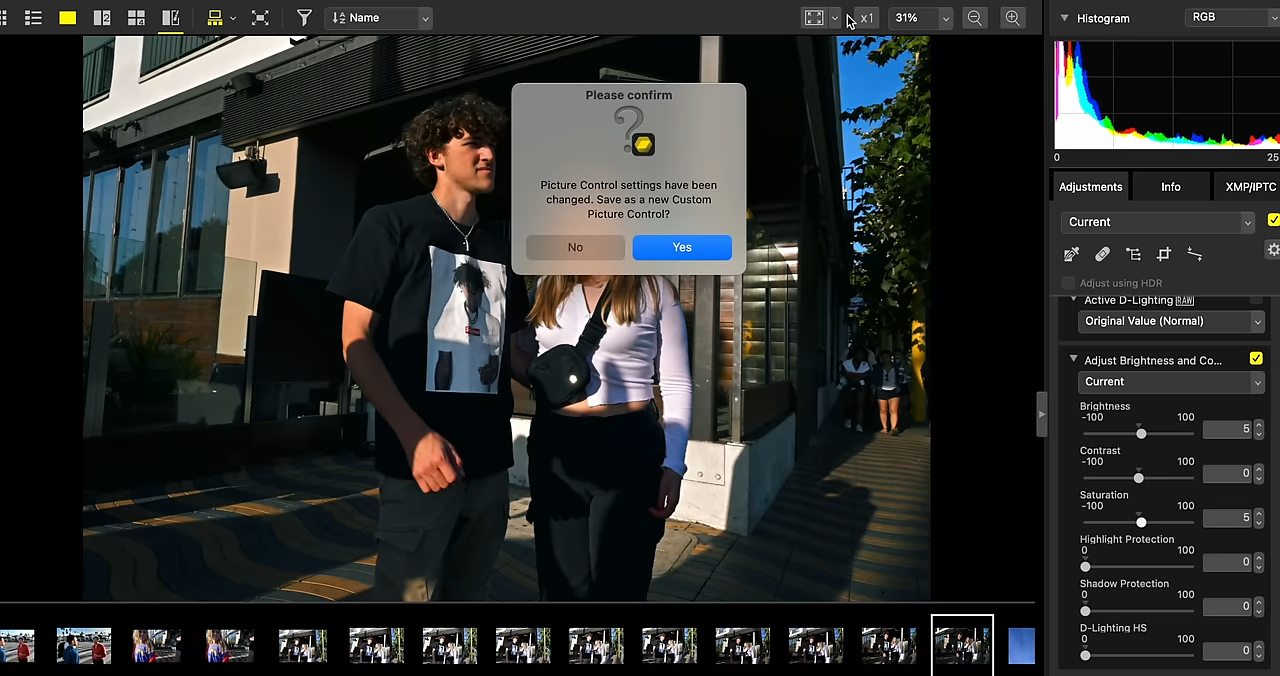 Name
x1
31%
Histogram
RGB
Please confirm
Picture Control settings have been
changed. Save as a new Custom
Picture Control?
No
Yes
0
25
Adjustments
Info
XMP/IPTC
Current
Adjust using HDR
Active D-Lighting [RAW]
Original Value (Normal)
Adjust Brightness and Co...
Current
Brightness
-100 100
5
Contrast
-100 100
0
Saturation
-100 100
5
Highlight Protection
0 100
0
Shadow Protection
0 100
0
D-Lighting HS
0 100
0